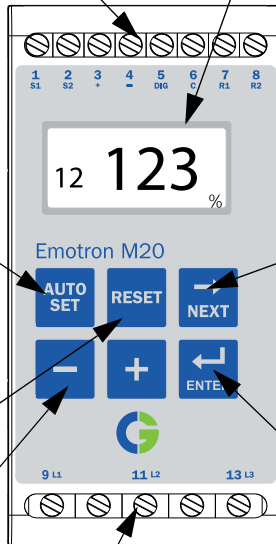 1 2 3 4 5 6 7 8
S1 S2 + - DIG C R1 R2
12 123 %
Emotron M20
AUTO SET RESET → NEXT
- + ↵ ENTER
9 L1 11 L2 13 L3